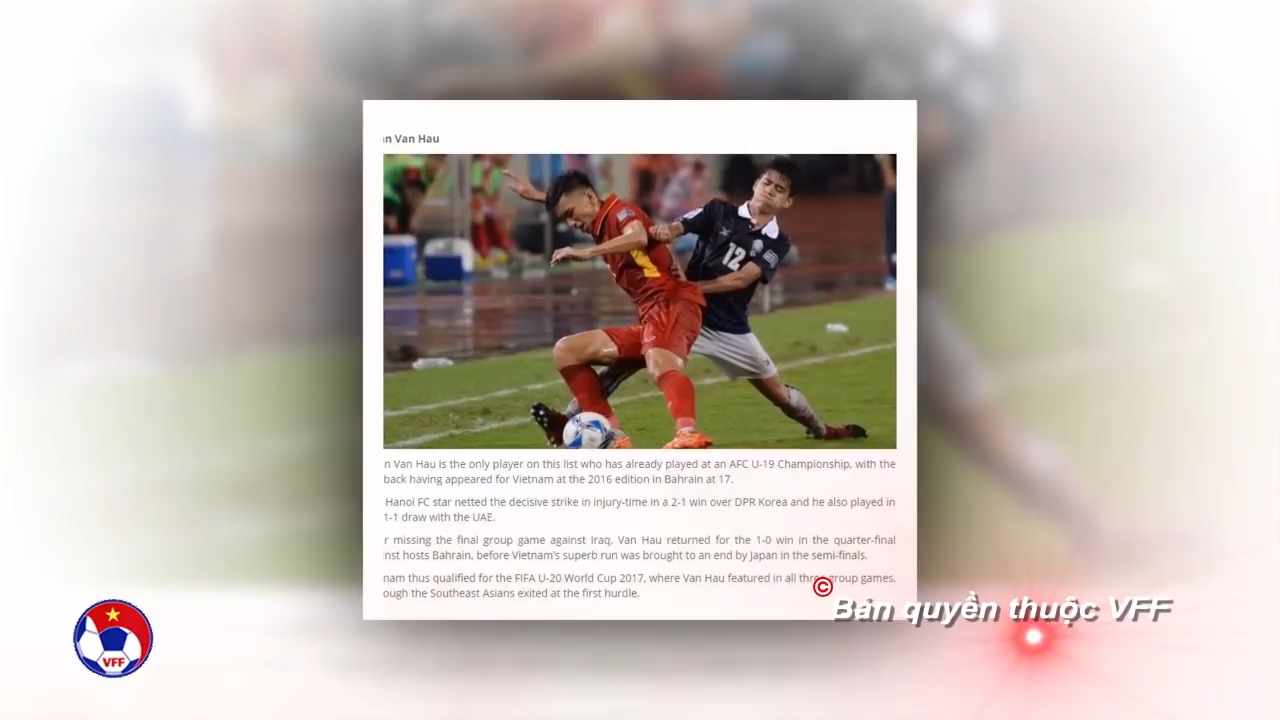 n Van Hau
12
n Van Hau is the only player on this list who has already played at an AFC U-19 Championship, with the
back having appeared for Vietnam at the 2016 edition in Bahrain at 17.
Hanoi FC star netted the decisive strike in injury-time in a 2-1 win over DPR Korea and he also played in
1-1 draw with the UAE.
r missing the final group game against Iraq, Van Hau returned for the 1-0 win in the quarter-final
nst hosts Bahrain, before Vietnam's superb run was brought to an end by Japan in the semi-finals.
nam thus qualified for the FIFA U-20 World Cup 2017, where Van Hau featured in all three group games,
ough the Southeast Asians exited at the first hurdle.
© Bản quyền thuộc VFF
VFF